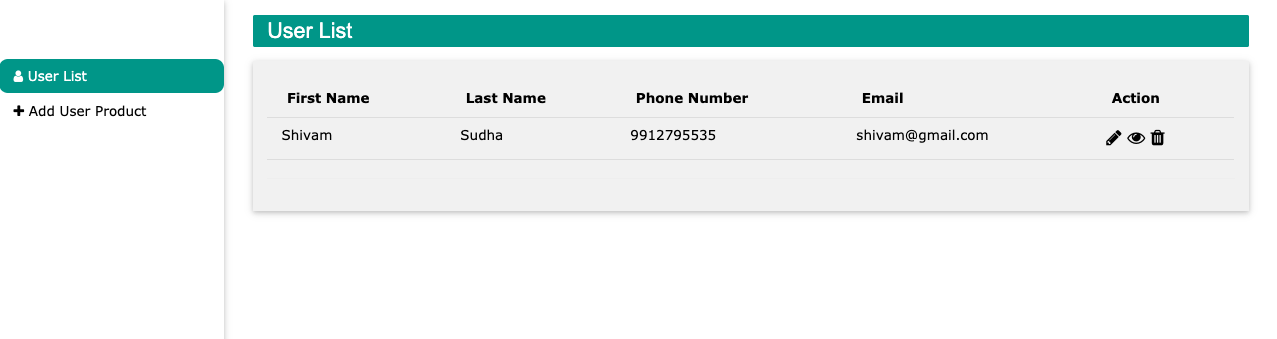 User List
Add User Product
User List
First Name Last Name Phone Number Email Action
Shivam Sudha 9912795535 shivam@gmail.com